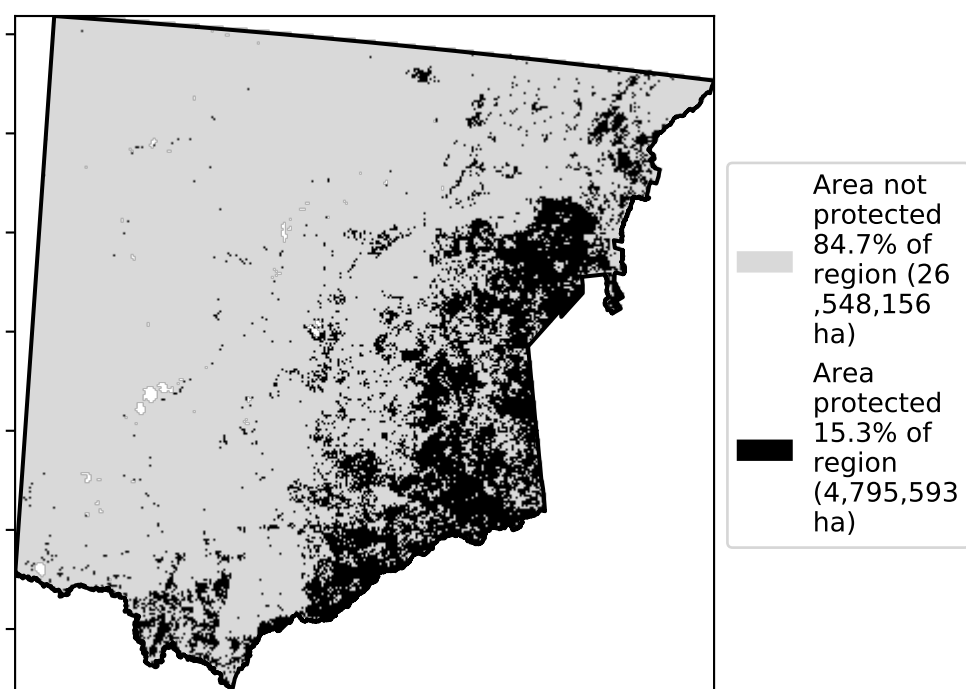 Area not
protected
84.7% of
region (26
,548,156
ha)
Area
protected
15.3% of
region
(4,795,593
ha)